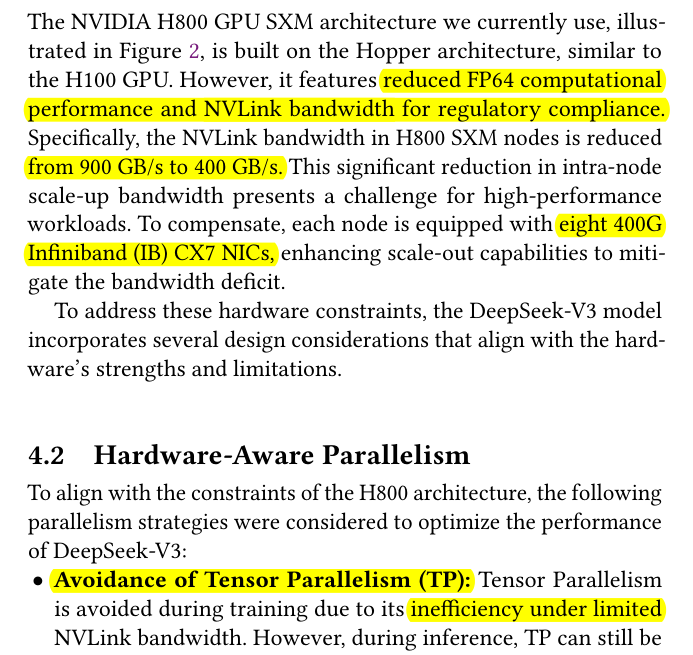 The NVIDIA H800 GPU SXM architecture we currently use, illus-
trated in Figure 2, is built on the Hopper architecture, similar to
the H100 GPU. However, it features reduced FP64 computational
performance and NVLink bandwidth for regulatory compliance.
Specifically, the NVLink bandwidth in H800 SXM nodes is reduced
from 900 GB/s to 400 GB/s. This significant reduction in intra-node
scale-up bandwidth presents a challenge for high-performance
workloads. To compensate, each node is equipped with eight 400G
Infiniband (IB) CX7 NICs, enhancing scale-out capabilities to miti-
gate the bandwidth deficit.
To address these hardware constraints, the DeepSeek-V3 model
incorporates several design considerations that align with the hard-
ware's strengths and limitations.
4.2 Hardware-Aware Parallelism
To align with the constraints of the H800 architecture, the following
parallelism strategies were considered to optimize the performance
of DeepSeek-V3:
• Avoidance of Tensor Parallelism (TP): Tensor Parallelism
is avoided during training due to its inefficiency under limited
NVLink bandwidth. However, during inference, TP can still be